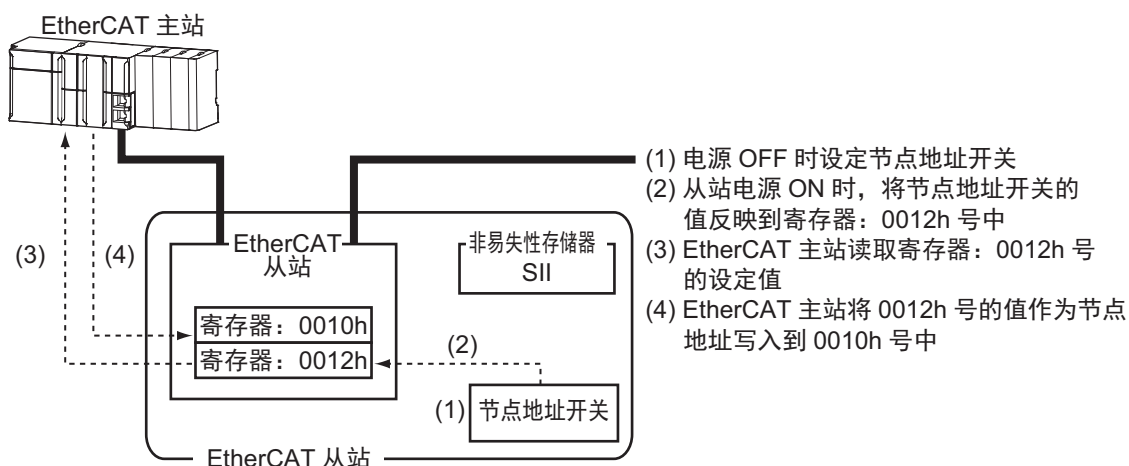 EtherCAT 主站
(1) 电源 OFF 时设定节点地址开关
(2) 从站电源 ON 时，将节点地址开关的
值反映到寄存器：0012h 号中
(3) EtherCAT 主站读取寄存器：0012h 号
的设定值
(4) EtherCAT 主站将 0012h 号的值作为节点
地址写入到 0010h 号中
(3)
(4)
EtherCAT
从站
非易失性存储器
SII
寄存器：0010h
寄存器：0012h
(2)
(1)
节点地址开关
EtherCAT 从站